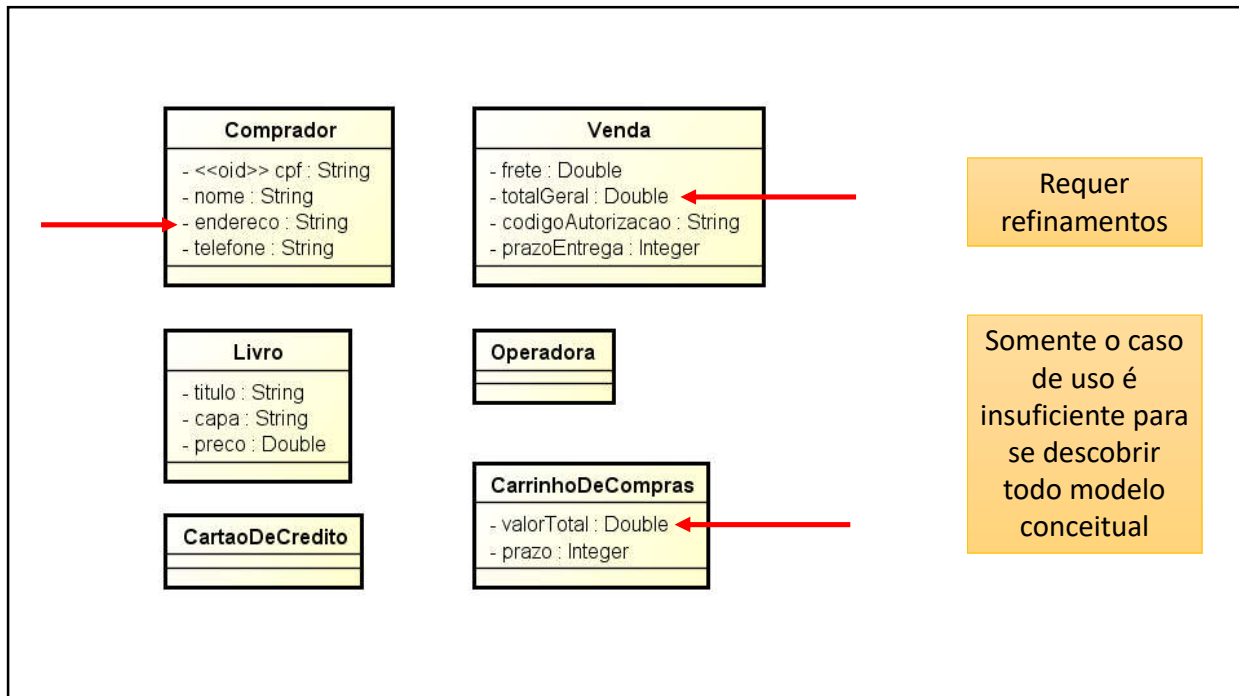 Comprador
- <<oid>> cpf : String
- nome : String
- endereco : String
- telefone : String
Venda
- frete : Double
- totalGeral : Double
- codigoAutorizacao : String
- prazoEntrega : Integer
Requer
refinamentos
Livro
- titulo : String
- capa : String
- preco : Double
Operadora
Somente o caso
de uso é
insuficiente para
se descobrir
todo modelo
conceitual
CarrinhoDeCompras
- valorTotal : Double
- prazo : Integer
CartaoDeCredito